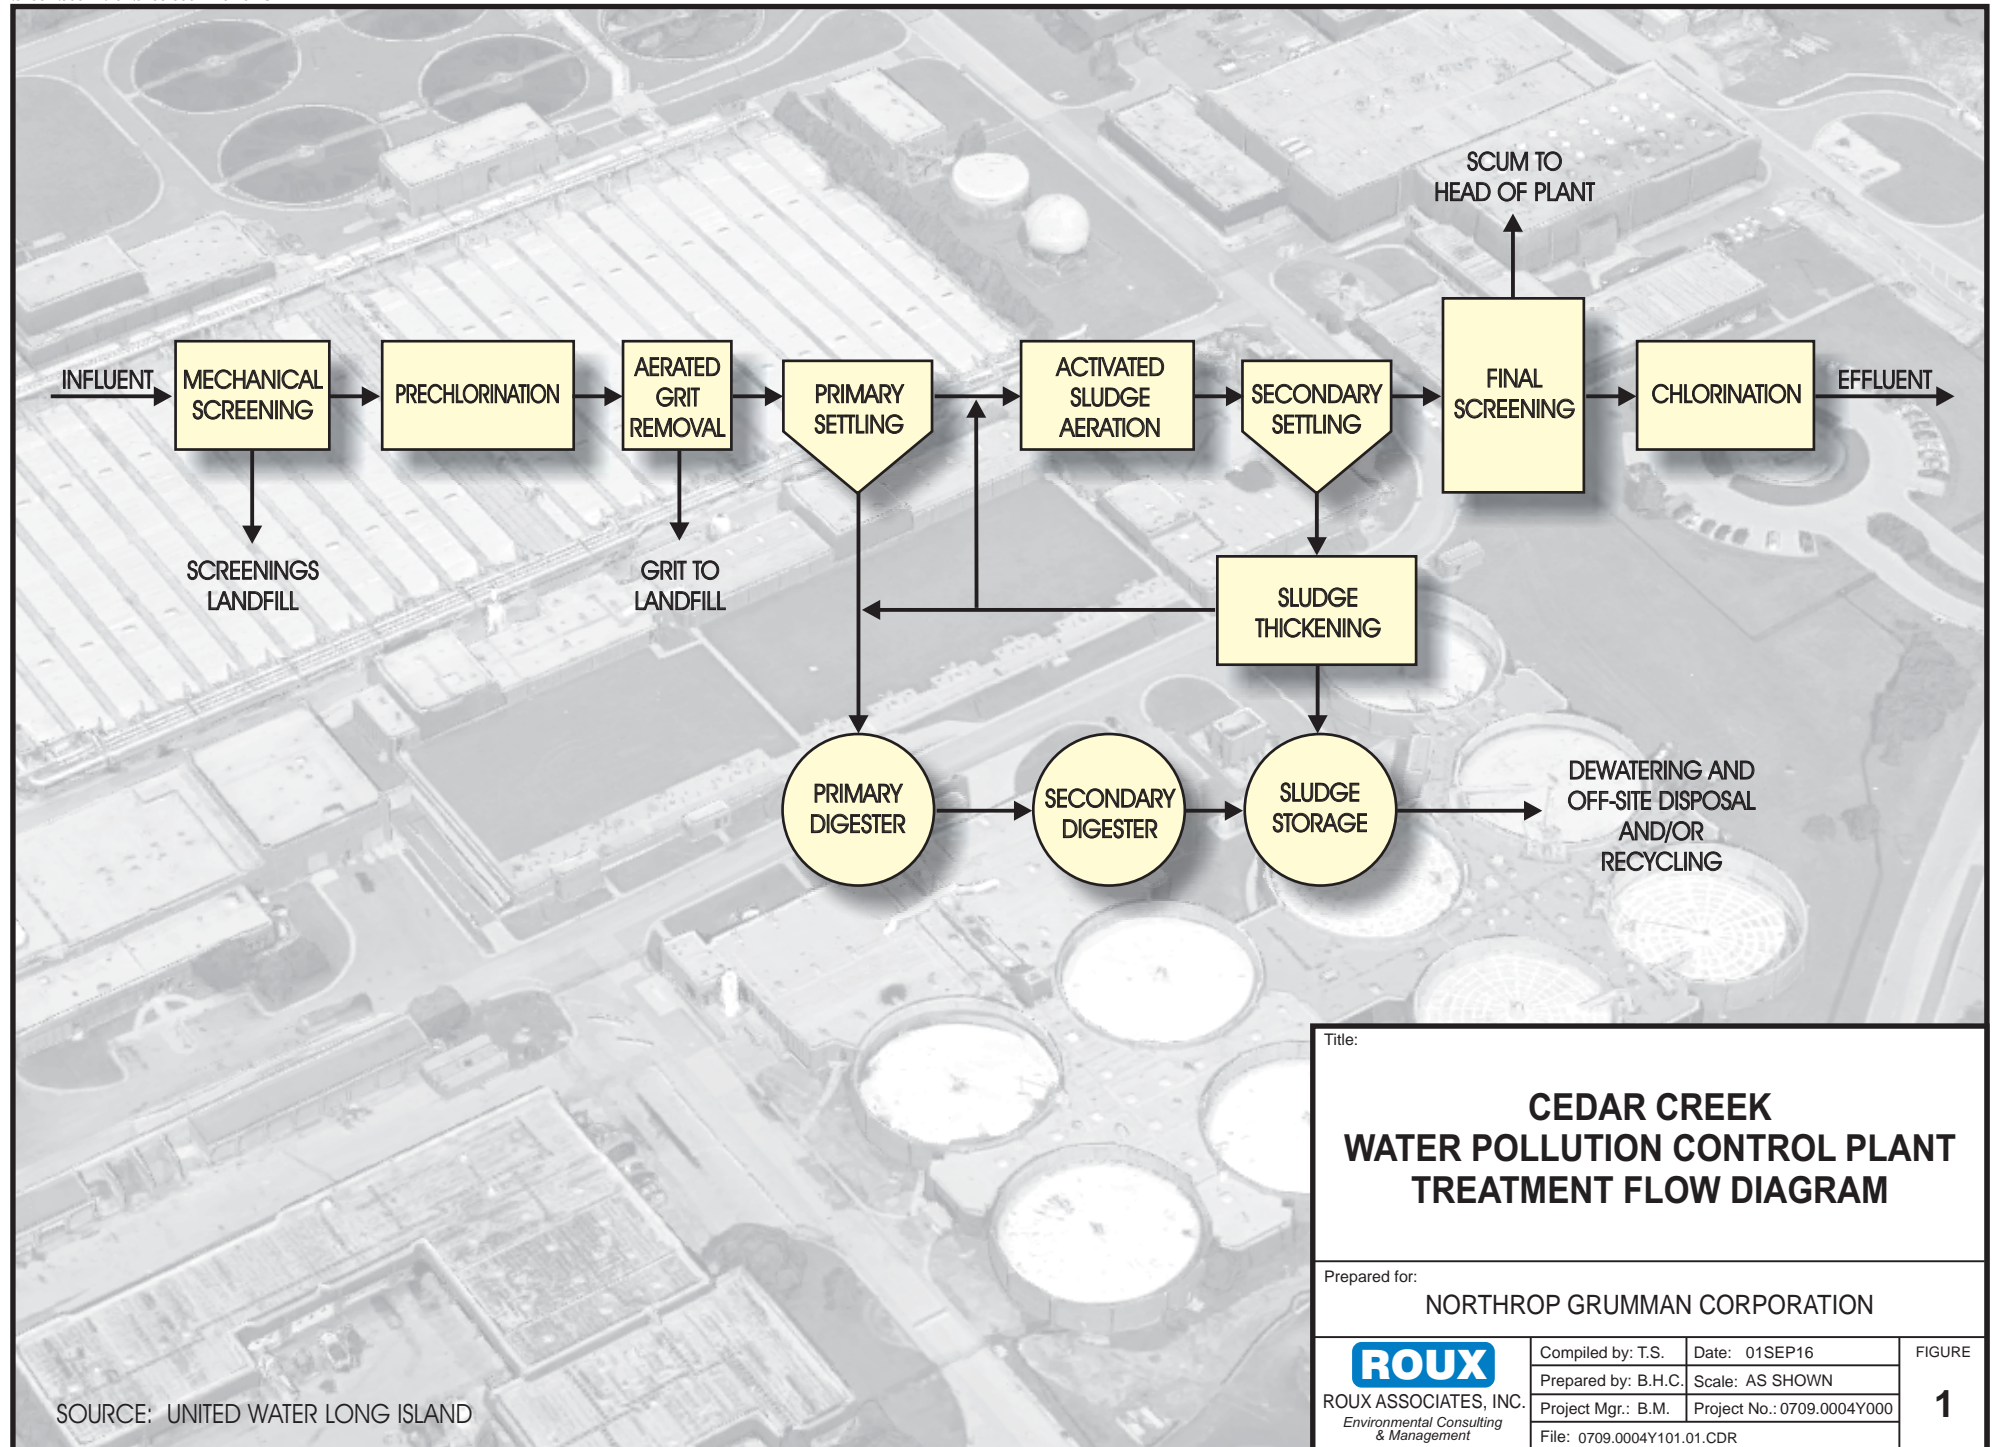 SCUM TO
HEAD OF PLANT
INFLUENT
MECHANICAL
SCREENING
PRECHLORINATION
AERATED
GRIT
REMOVAL
PRIMARY
SETTLING
ACTIVATED
SLUDGE
AERATION
SECONDARY
SETTLING
FINAL
SCREENING
CHLORINATION
EFFLUENT
SCREENINGS
LANDFILL
GRIT TO
LANDFILL
SLUDGE
THICKENING
PRIMARY
DIGESTER
SECONDARY
DIGESTER
SLUDGE
STORAGE
DEWATERING AND
OFF-SITE DISPOSAL
AND/OR
RECYCLING
Title:
CEDAR CREEK
WATER POLLUTION CONTROL PLANT
TREATMENT FLOW DIAGRAM
Prepared for:
NORTHROP GRUMMAN CORPORATION
ROUX
ROUX ASSOCIATES, INC.
Environmental Consulting
& Management
Compiled by: T.S.
Date: 01SEP16
Prepared by: B.H.C.
Scale: AS SHOWN
Project Mgr.: B.M.
Project No.: 0709.0004Y000
File: 0709.0004Y101.01.CDR
FIGURE
1
SOURCE: UNITED WATER LONG ISLAND